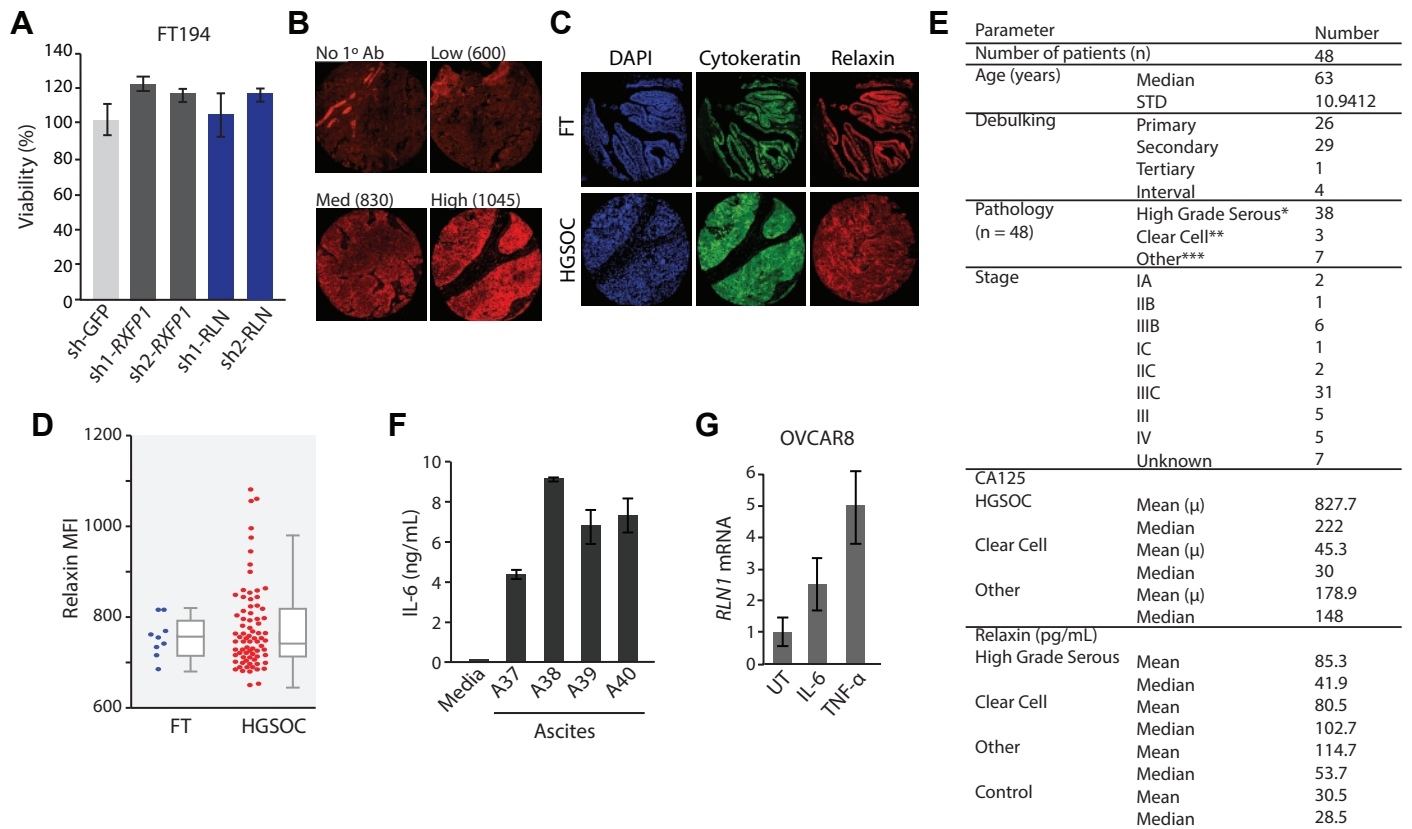 A
FT194
Viability (%)
140
120
100
80
60
40
20
0
sh-GFP
sh1-RXFP1
sh2-RXFP1
sh1-RLN
sh2-RLN
B
No 1º Ab
Low (600)
Med (830)
High (1045)
C
DAPI
Cytokeratin
Relaxin
FT
HGSOC
D
Relaxin MFI
1200
1000
800
600
FT
HGSOC
F
IL-6 (ng/mL)
10
8
6
4
2
0
Media
A37
A38
A39
A40
Ascites
G
OVCAR8
RLN1 mRNA
6
5
4
3
2
1
0
UT
IL-6
TNF-α
E
Parameter Number
Number of patients (n) 48
Age (years) Median 63
STD 10.9412
Debulking Primary 26
Secondary 29
Tertiary 1
Interval 4
Pathology High Grade Serous* 38
(n = 48) Clear Cell** 3
Other*** 7
Stage IA 2
IIB 1
IIIB 6
IC 1
IIC 2
IIIC 31
III 5
IV 5
Unknown 7
CA125
HGSOC Mean (μ) 827.7
Median 222
Clear Cell Mean (μ) 45.3
Median 30
Other Mean (μ) 178.9
Median 148
Relaxin (pg/mL)
High Grade Serous Mean 85.3
Median 41.9
Clear Cell Mean 80.5
Median 102.7
Other Mean 114.7
Median 53.7
Control Mean 30.5
Median 28.5